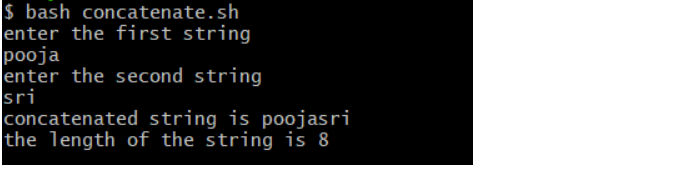 $ bash concatenate.sh
enter the first string
pooja
enter the second string
sri
concatenated string is poojasri
the length of the string is 8